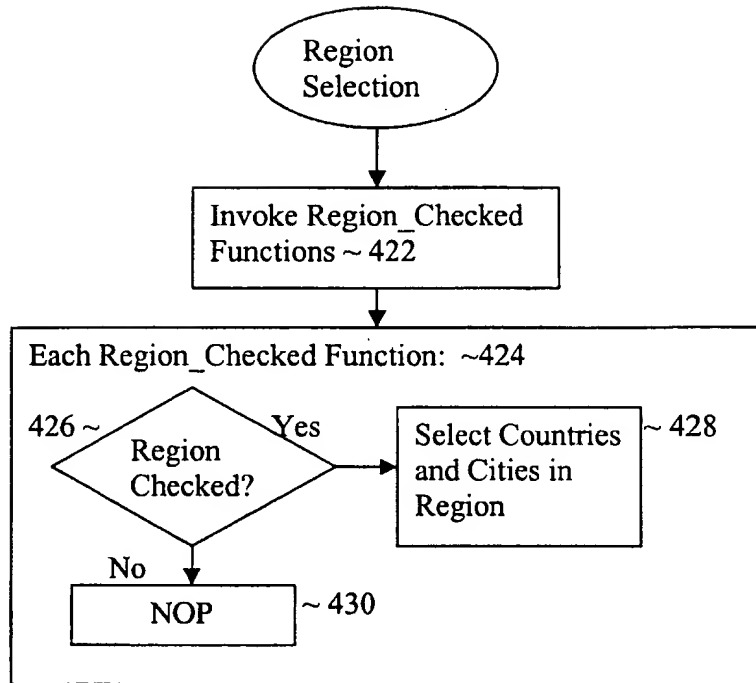 Region
Selection
Invoke Region_Checked
Functions ~ 422
Each Region_Checked Function: ~424
426 ~
Yes
Region
Checked?
Select Countries
and Cities in
Region
~ 428
No
NOP
~ 430